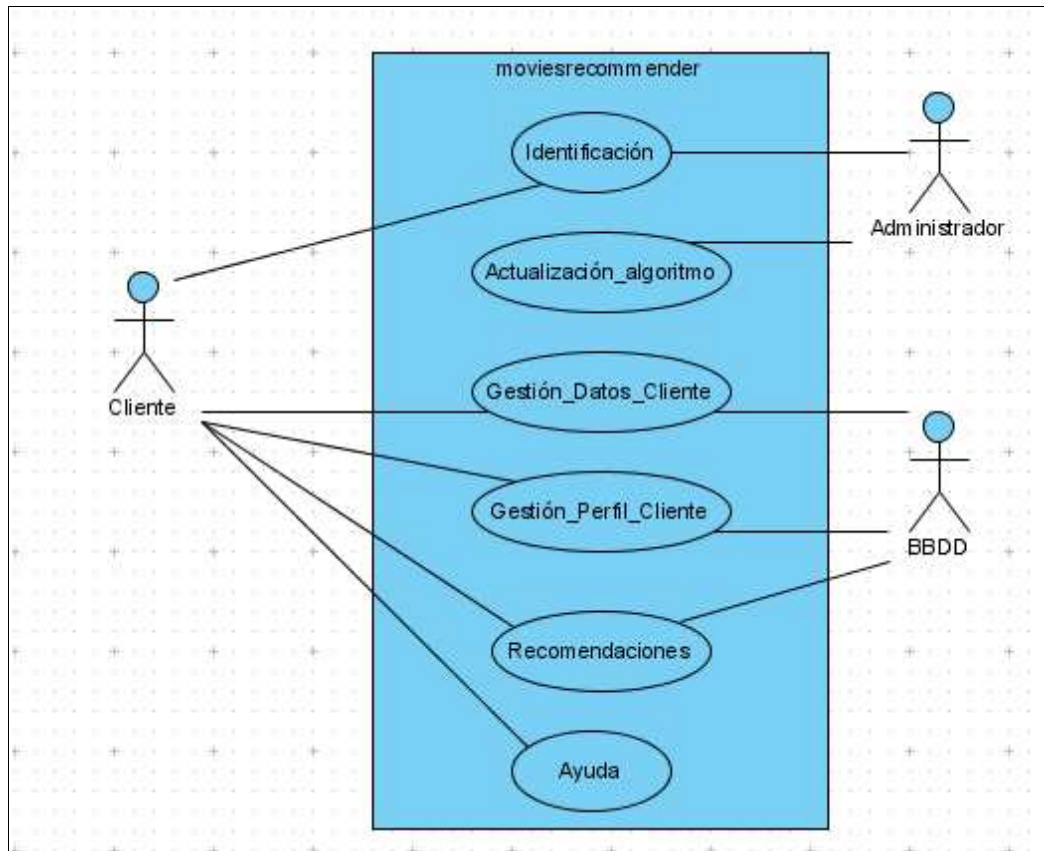 moviesrecommender
Identificación
Administrador
Actualización_algoritmo
Gestión_Datos_Cliente
Cliente
Gestión_Perfil_Cliente
BBDD
Recomendaciones
Ayuda